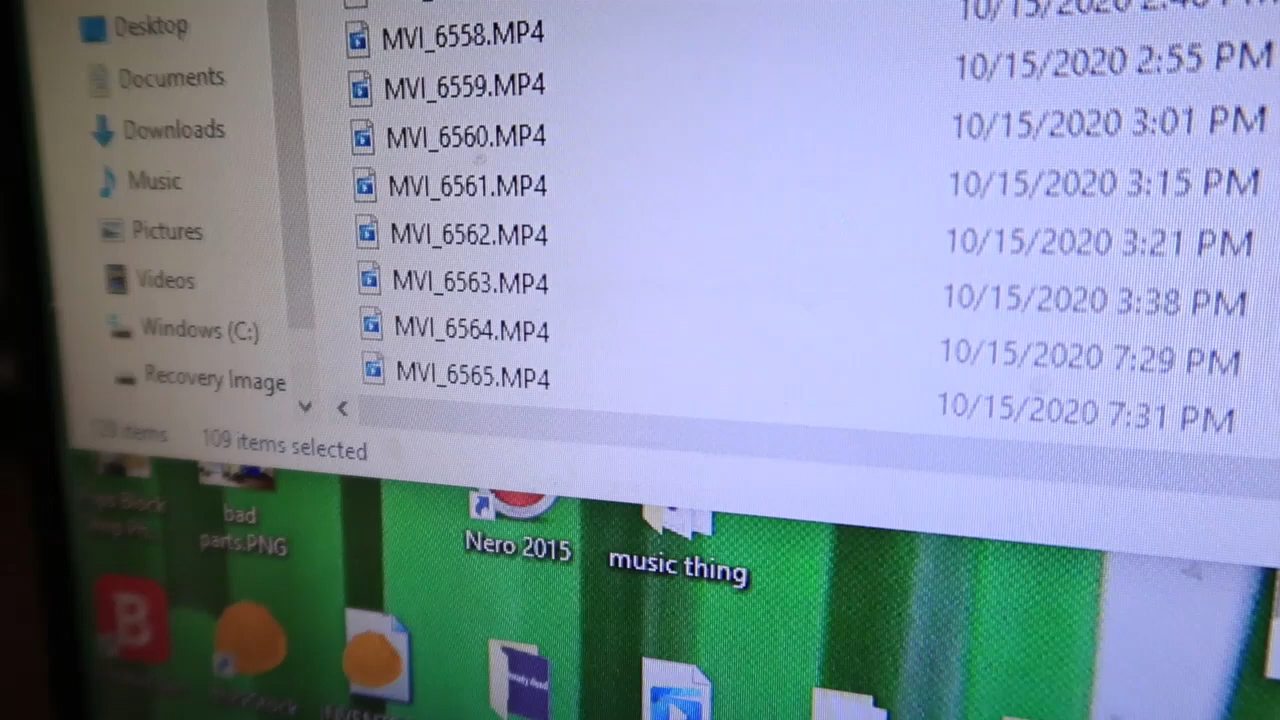 Desktop
Documents
Downloads
Music
Pictures
Videos
Windows (C:)
Recovery Image
MVI_6558.MP4
MVI_6559.MP4
MVI_6560.MP4
MVI_6561.MP4
MVI_6562.MP4
MVI_6563.MP4
MVI_6564.MP4
MVI_6565.MP4
10/15/2020 2:55 PM
10/15/2020 3:01 PM
10/15/2020 3:15 PM
10/15/2020 3:21 PM
10/15/2020 3:38 PM
10/15/2020 7:29 PM
10/15/2020 7:31 PM
items 109 items selected
bad
parts.PNG
Nero 2015
music thing
B